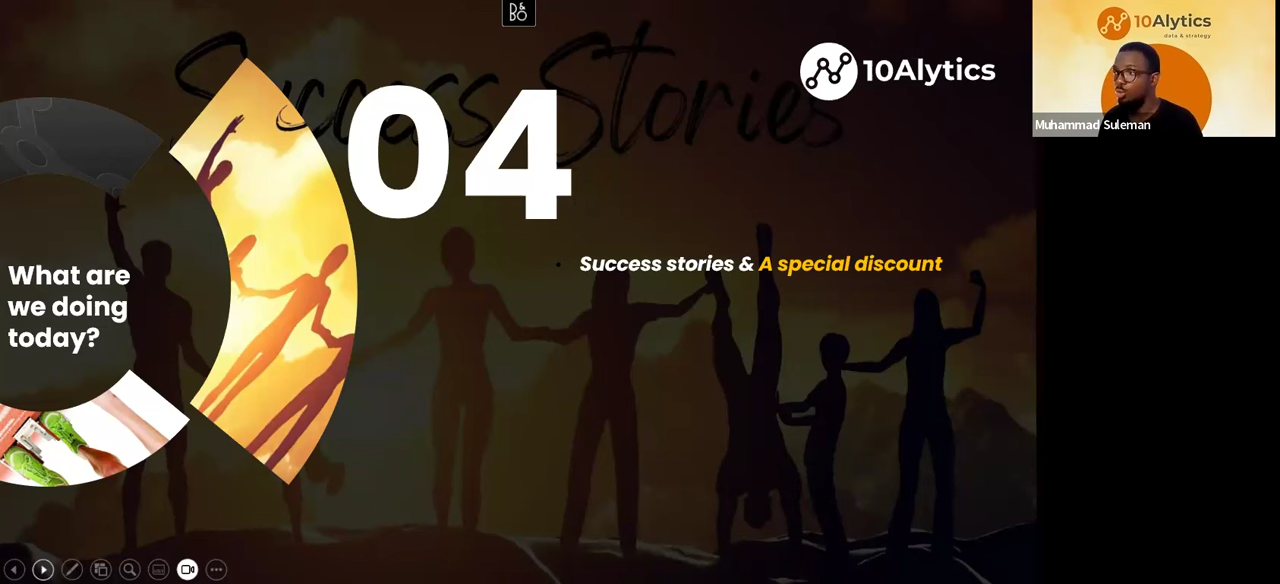 B&O
Success Stories
04
10Alytics
10Alytics
data & strategy
Muhammad Suleman
Success stories & A special discount
What are
we doing
today?